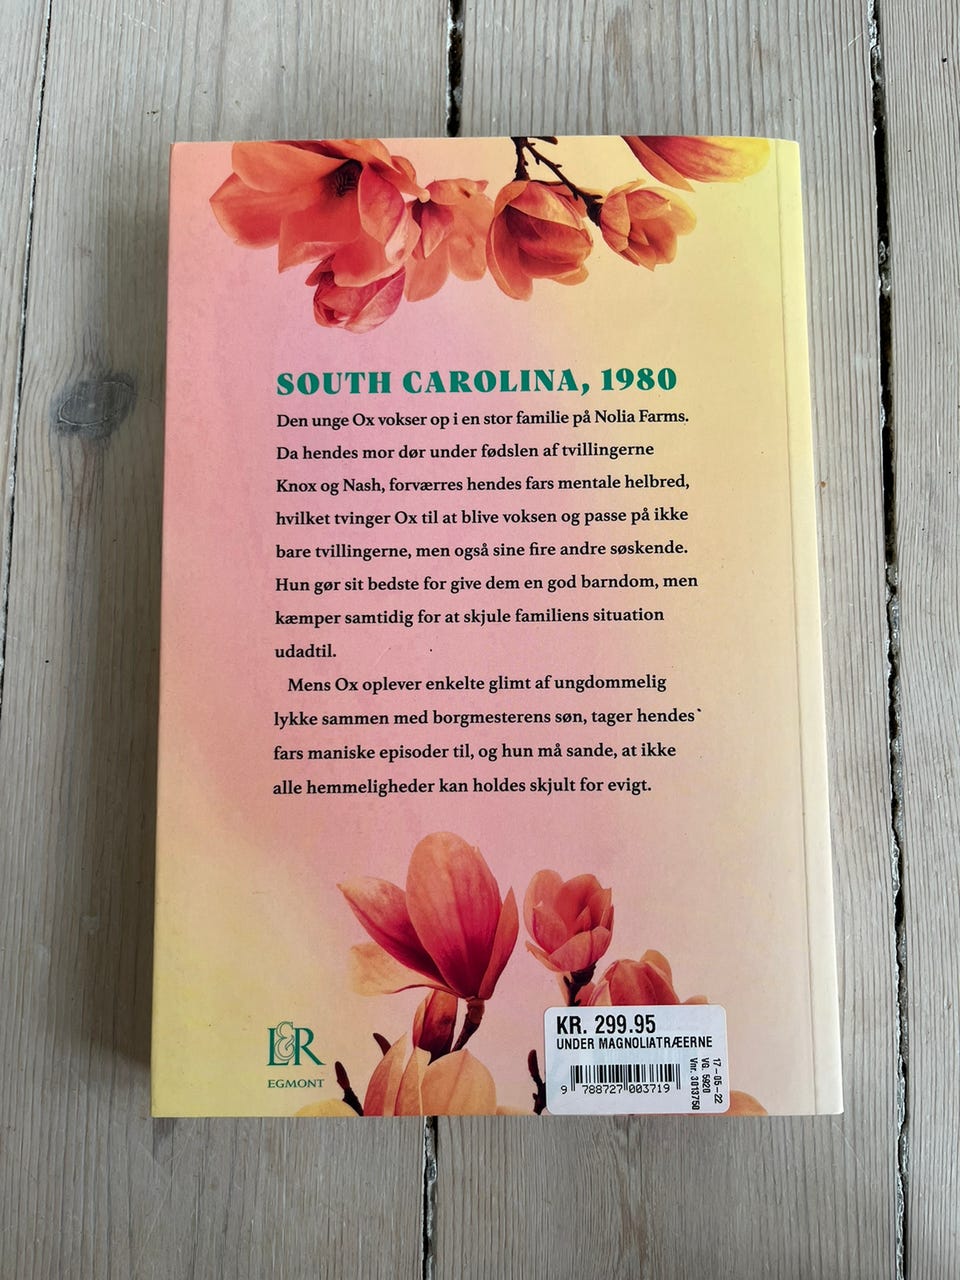 SOUTH CAROLINA, 1980
Den unge Ox vokser op i en stor familie på Nolia Farms.
Da hendes mor dør under fødslen af tvillingerne
Knox og Nash, forværres hendes fars mentale helbred,
hvilket tvinger Ox til at blive voksen og passe på ikke
bare tvillingerne, men også sine fire andre søskende.
Hun gør sit bedste for give dem en god barndom, men
kæmper samtidig for at skjule familiens situation
udadtil.
Mens Ox oplever enkelte glimt af ungdommelig
lykke sammen med borgmesterens søn, tager hendes
fars maniske episoder til, og hun må sande, at ikke
alle hemmeligheder kan holdes skjult for evigt.
L&R
EGMONT
KR. 299.95
UNDER MAGNOLIATRÆERNE
9 788727 003719
17-05-22
VG. 5920
Vnr. 3013750